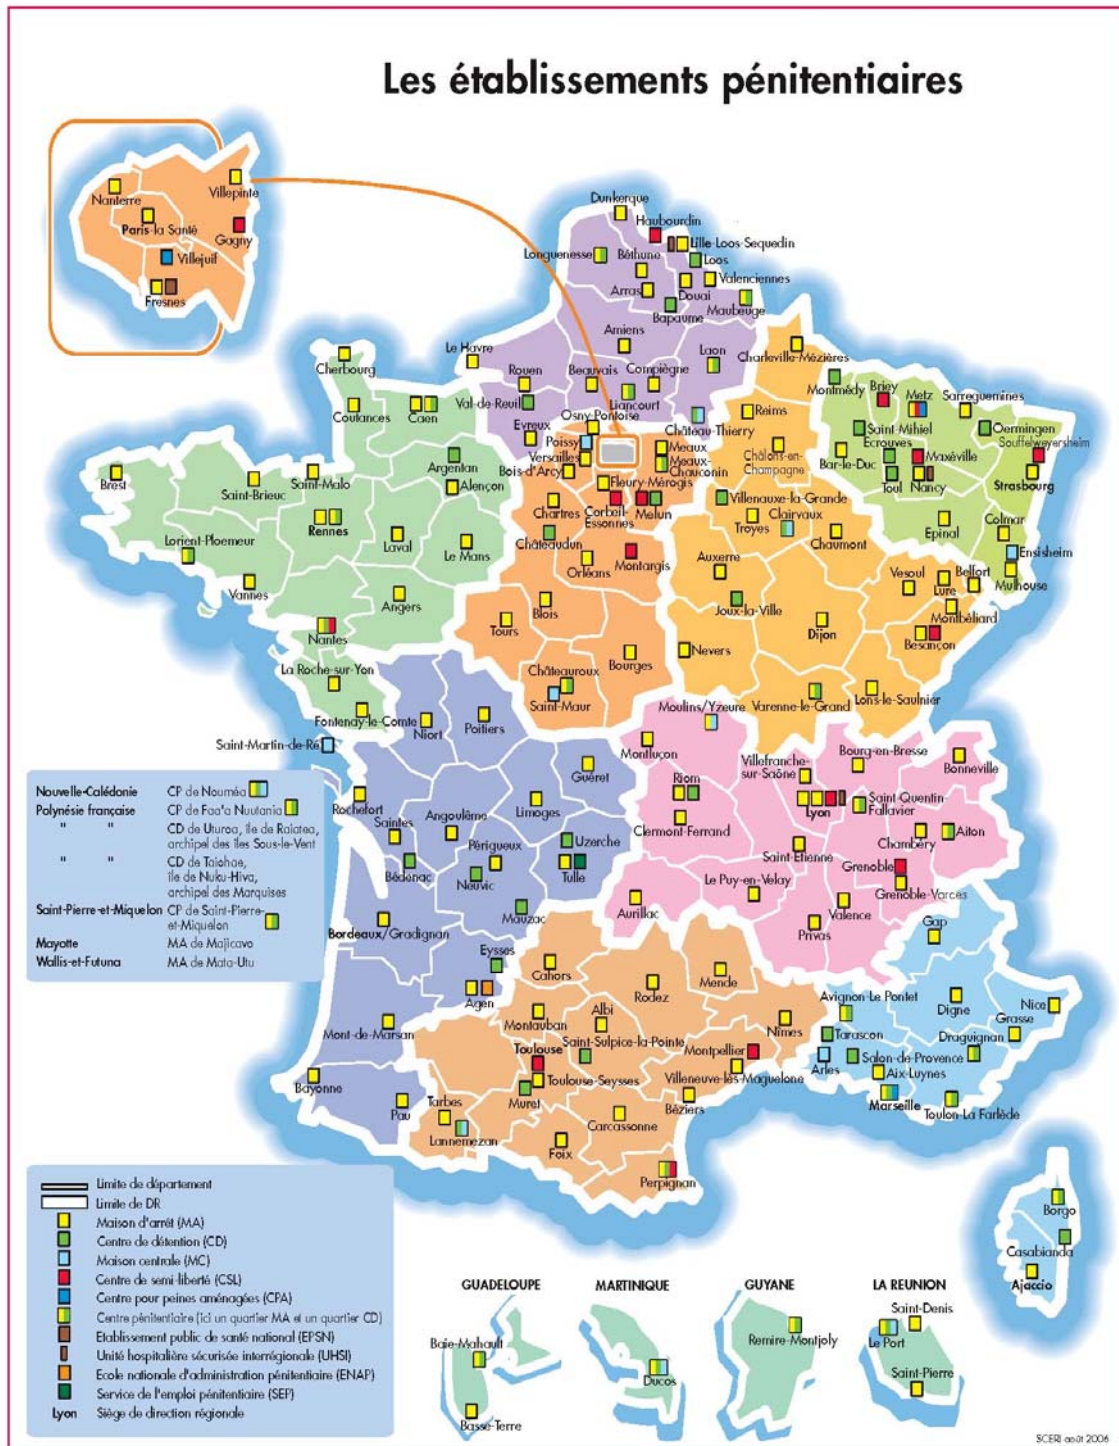 Les établissements pénitentiaires
Nanterre
Villepinte
Paris-la Santé
Gagny
Villejuif
Fresnes
Dunkerque
Haubourdin
Lille-Loos-Sequedin
Longuenesse
Béthune
Loos
Valenciennes
Arras
Douai
Maubeuge
Bapaume
Amiens
Le Havre
Cherbourg
Rouen
Beauvais
Compiègne
Laon
Charleville-Mézières
Val-de-Reuil
Liancourt
Osny-Pontoise
Château-Thierry
Evreux
Poissy
Versailles
Bois-d'Arcy
Meaux
Meaux-
Chauconin
Reims
Châlons-en-
Champagne
Montmédy
Briey
Metz
Sarreguemines
Saint-Mihiel
Oermingen
Ecrouves
Souffelweyersheim
Bar-le-Duc
Maxéville
Toul
Nancy
Strasbourg
Coutances
Caen
Argentan
Alençon
Brest
Saint-Brieuc
Saint-Malo
Fleury-Mérogis
Corbeil-
Essonnes
Melun
Chartres
Châteaudun
Villenauxe-la-Grande
Troyes
Clairvaux
Chaumont
Epinal
Colmar
Ensisheim
Mulhouse
Rennes
Laval
Le Mans
Lorient-Ploemeur
Vannes
Angers
Nantes
Orléans
Montargis
Auxerre
Joux-la-Ville
Dijon
Vesoul
Lure
Belfort
Montbéliard
Besançon
Blois
Tours
Bourges
Nevers
Châteauroux
Saint-Maur
La Roche-sur-Yon
Fontenay-le-Comte
Niort
Poitiers
Moulins/Yzeure
Varenne-le-Grand
Lons-le-Saulnier
Saint-Martin-de-Ré
Montluçon
Villefranche-
sur-Saône
Bourg-en-Bresse
Bonneville
Guéret
Riom
Lyon
Saint-Quentin-
Fallavier
Rochefort
Saintes
Angoulême
Limoges
Clermont-Ferrand
Chambéry
Aiton
Bédenac
Périgueux
Uzerche
Saint-Etienne
Grenoble
Neuvic
Tulle
Le Puy-en-Velay
Grenoble-Varces
Mauzac
Aurillac
Valence
Privas
Gap
Bordeaux/Gradignan
Eysses
Agen
Cahors
Rodez
Mende
Avignon-Le Pontet
Digne
Nice
Grasse
Mont-de-Marsan
Montauban
Albi
Nîmes
Tarascon
Draguignan
Saint-Sulpice-la-Pointe
Toulouse
Montpellier
Arles
Salon-de-Provence
Toulouse-Seysses
Villeneuve-lès-Maguelone
Aix-Luynes
Bayonne
Muret
Béziers
Marseille
Toulon-La Farlède
Pau
Tarbes
Lannemezan
Carcassonne
Foix
Perpignan
Borgo
Casabianda
Ajaccio
Nouvelle-Calédonie CP de Nouméa
Polynésie française CP de Faa'a Nuutania
" " CD de Uturoa, île de Raiatea,
archipel des îles Sous-le-Vent
" " CD de Taiohae,
île de Nuku-Hiva,
archipel des Marquises
Saint-Pierre-et-Miquelon CP de Saint-Pierre-
et-Miquelon
Mayotte MA de Majicavo
Wallis-et-Futuna MA de Mata-Utu
Limite de département
Limite de DR
Maison d'arrêt (MA)
Centre de détention (CD)
Maison centrale (MC)
Centre de semi-liberté (CSL)
Centre pour peines aménagées (CPA)
Centre pénitentiaire (ici un quartier MA et un quartier CD)
Etablissement public de santé national (EPSN)
Unité hospitalière sécurisée interrégionale (UHSI)
Ecole nationale d'administration pénitentiaire (ENAP)
Service de l'emploi pénitentiaire (SEP)
Lyon Siège de direction régionale
GUADELOUPE
Baie-Mahault
Basse-Terre
MARTINIQUE
Ducos
GUYANE
Remire-Montjoly
LA REUNION
Saint-Denis
Le Port
Saint-Pierre
SCERI août 2006